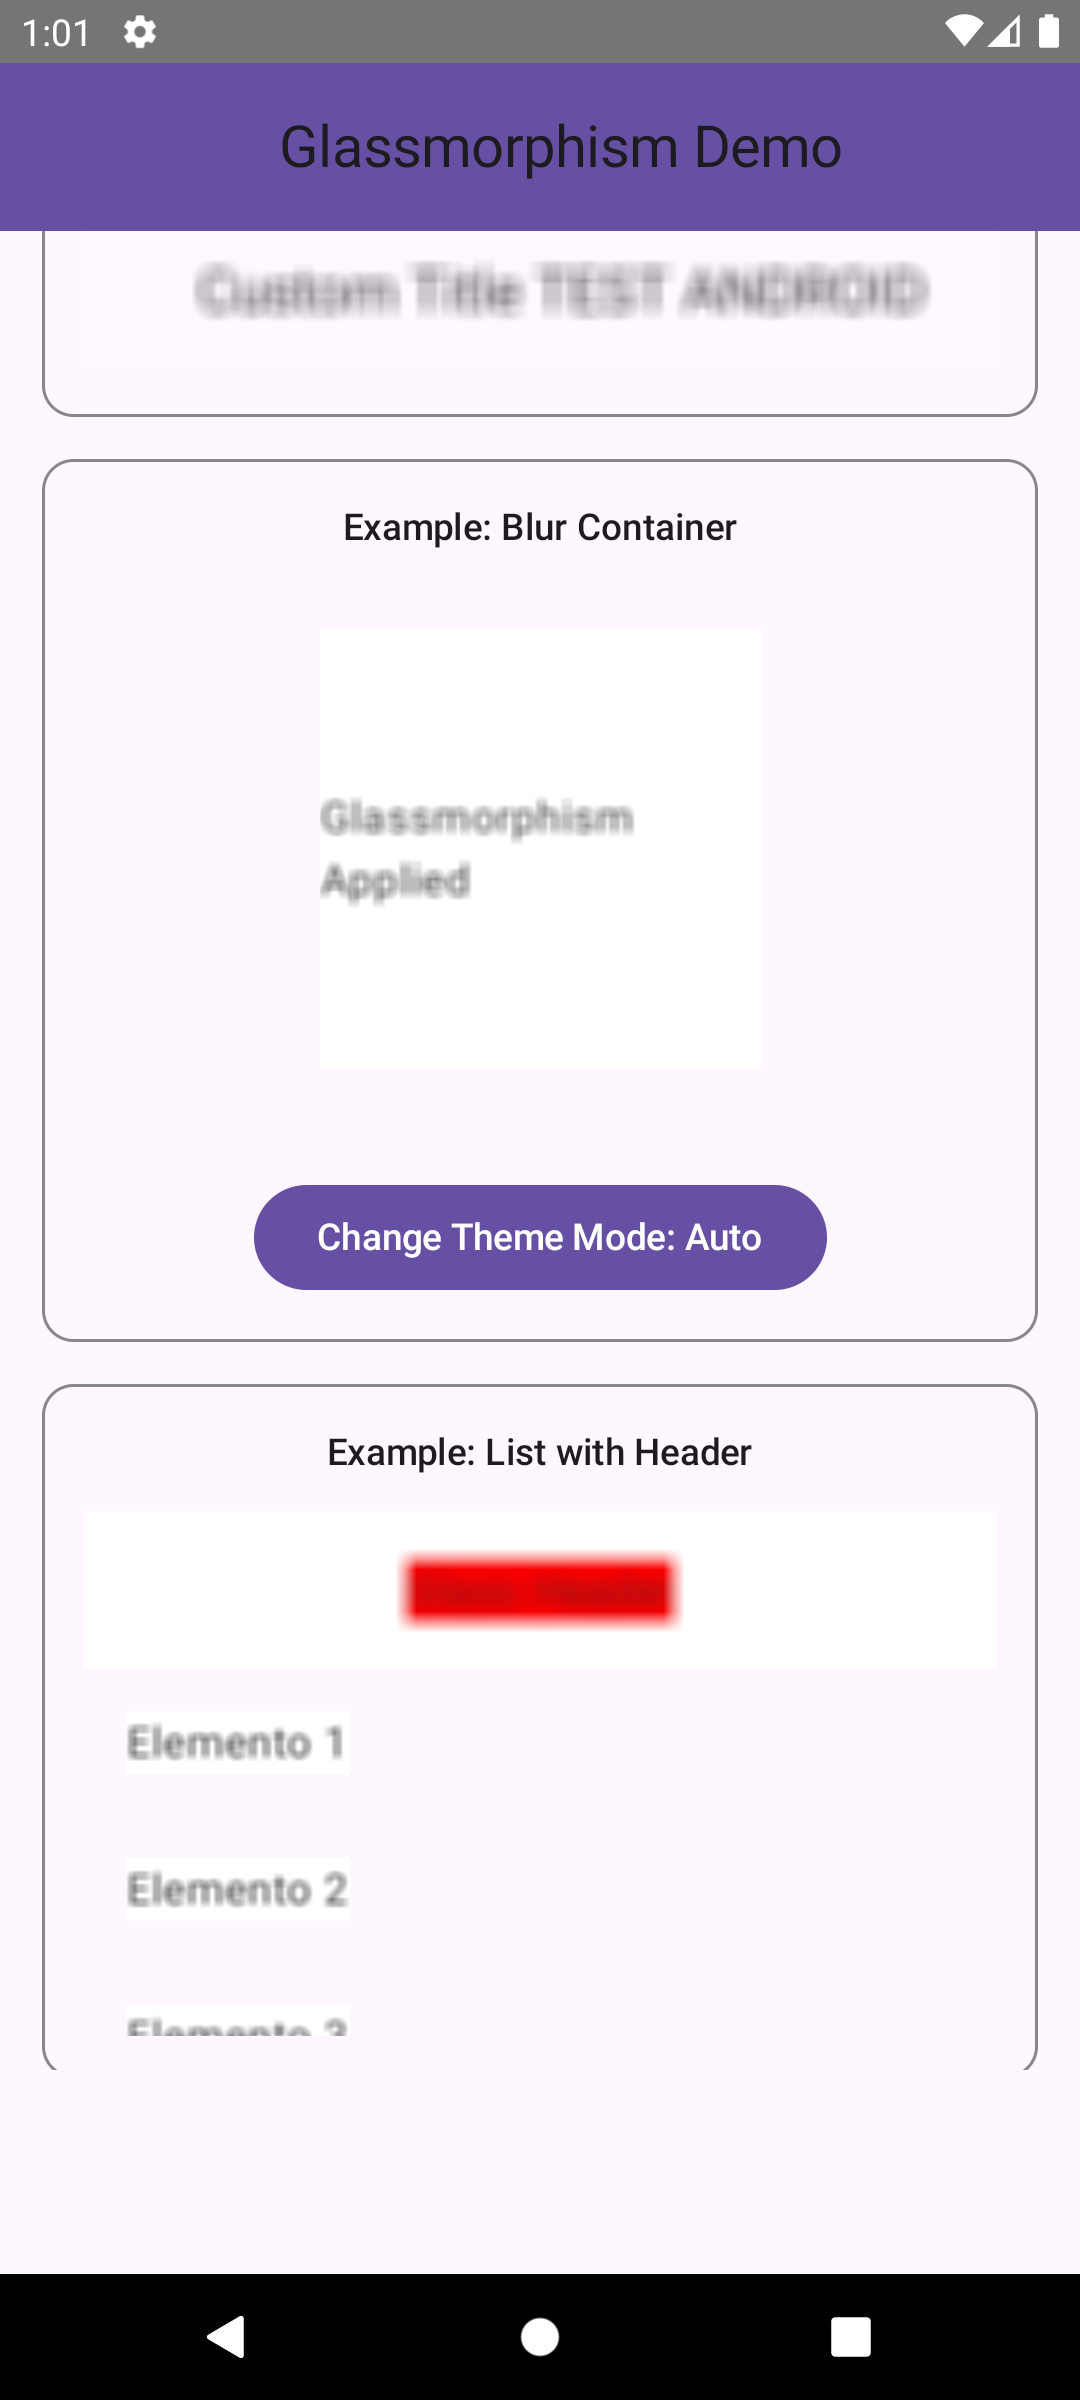 1:01
Glassmorphism Demo
Custom Title TEST ANDROID
Example: Blur Container
Glassmorphism
Applied
Change Theme Mode: Auto
Example: List with Header
Elemento 1
Elemento 2
Elemento 3